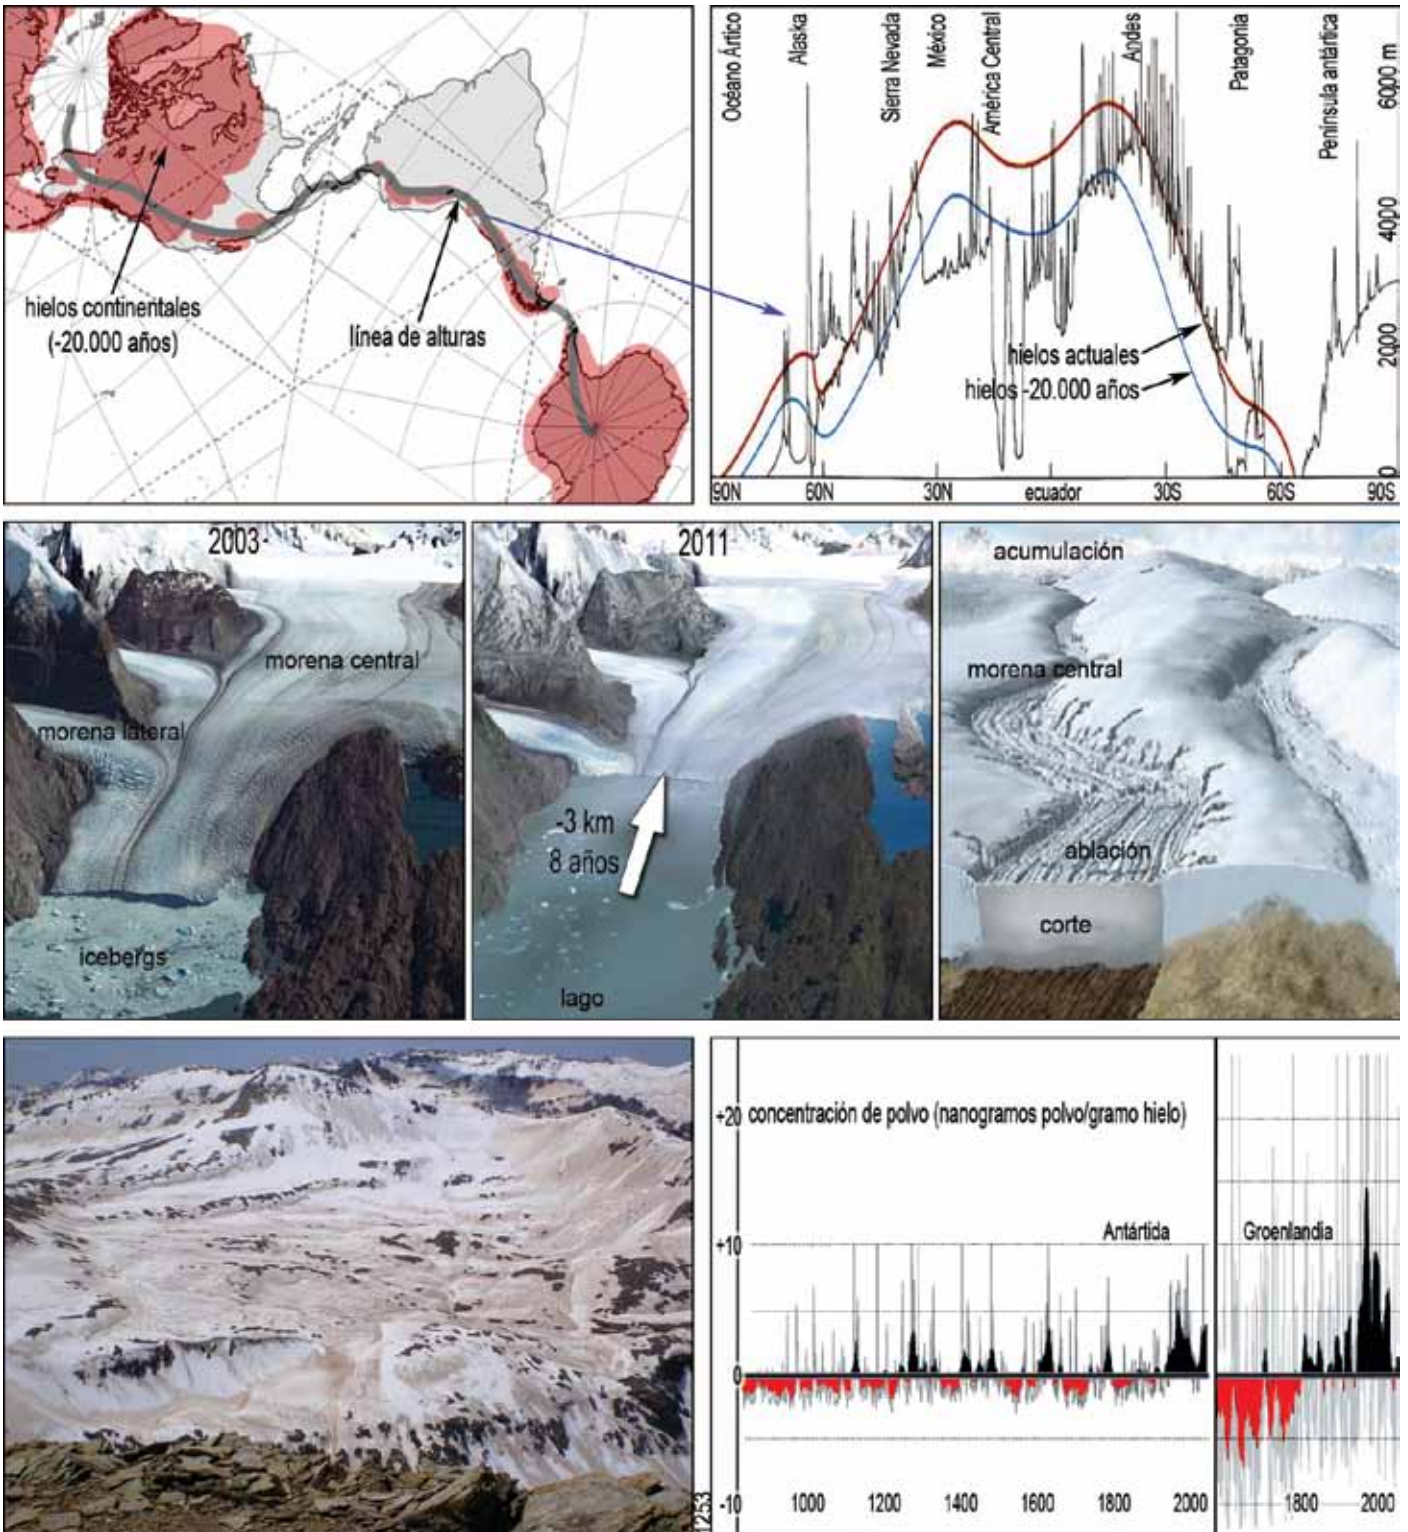 hielos continentales
(-20.000 años)
línea de alturas
Océano Ártico
Alaska
Sierra Nevada
México
América Central
Andes
Patagonia
Península antártica
6000 m
4000
2000
0
hielos actuales
hielos -20.000 años
90N
60N
30N
ecuador
30S
60S
90S
2003
morena central
morena lateral
icebergs
2011
-3 km
8 años
lago
acumulación
morena central
ablación
corte
+20
concentración de polvo (nanogramos polvo/gramo hielo)
Antártida
Groenlandia
+10
0
-10
1253
1000
1200
1400
1600
1800
2000
1800
2000